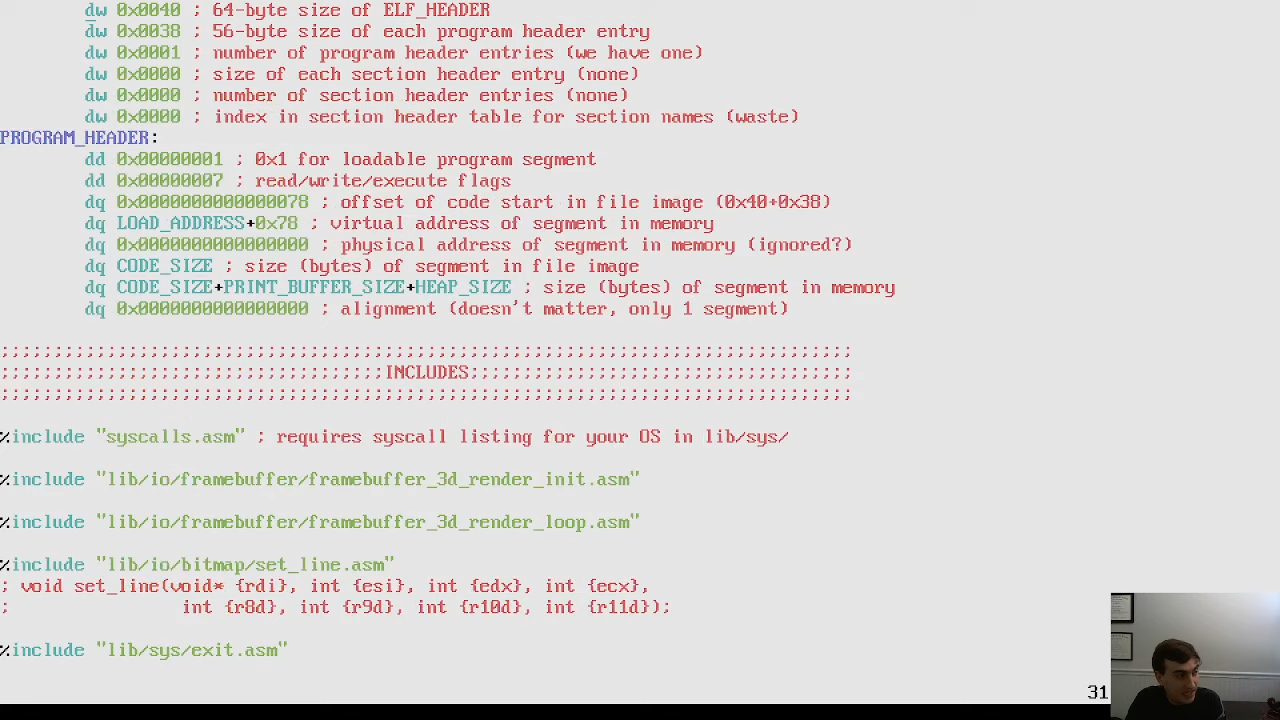 dw 0x0040 ; 64-byte size of ELF_HEADER
dw 0x0038 ; 56-byte size of each program header entry
dw 0x0001 ; number of program header entries (we have one)
dw 0x0000 ; size of each section header entry (none)
dw 0x0000 ; number of section header entries (none)
dw 0x0000 ; index in section header table for section names (waste)
PROGRAM_HEADER:
dd 0x00000001 ; 0x1 for loadable program segment
dd 0x00000007 ; read/write/execute flags
dq 0x0000000000000078 ; offset of code start in file image (0x40+0x38)
dq LOAD_ADDRESS+0x78 ; virtual address of segment in memory
dq 0x0000000000000000 ; physical address of segment in memory (ignored?)
dq CODE_SIZE ; size (bytes) of segment in file image
dq CODE_SIZE+PRINT_BUFFER_SIZE+HEAP_SIZE ; size (bytes) of segment in memory
dq 0x0000000000000000 ; alignment (doesn't matter, only 1 segment)
;;;;;;;;;;;;;;;;;;;;;;;;;;;;;;;;;;;;;;;;;;;;;;;;;;;;;;;;;;;;;;;;;;;;;;;;;;;;;;;;
;;;;;;;;;;;;;;;;;;;;;;;;;;;;;;;;;;;;INCLUDES;;;;;;;;;;;;;;;;;;;;;;;;;;;;;;;;;;;;
;;;;;;;;;;;;;;;;;;;;;;;;;;;;;;;;;;;;;;;;;;;;;;;;;;;;;;;;;;;;;;;;;;;;;;;;;;;;;;;;
%include "syscalls.asm" ; requires syscall listing for your OS in lib/sys/
%include "lib/io/framebuffer/framebuffer_3d_render_init.asm"
%include "lib/io/framebuffer/framebuffer_3d_render_loop.asm"
%include "lib/io/bitmap/set_line.asm"
; void set_line(void* {rdi}, int {esi}, int {edx}, int {ecx},
; int {r8d}, int {r9d}, int {r10d}, int {r11d});
%include "lib/sys/exit.asm"
31